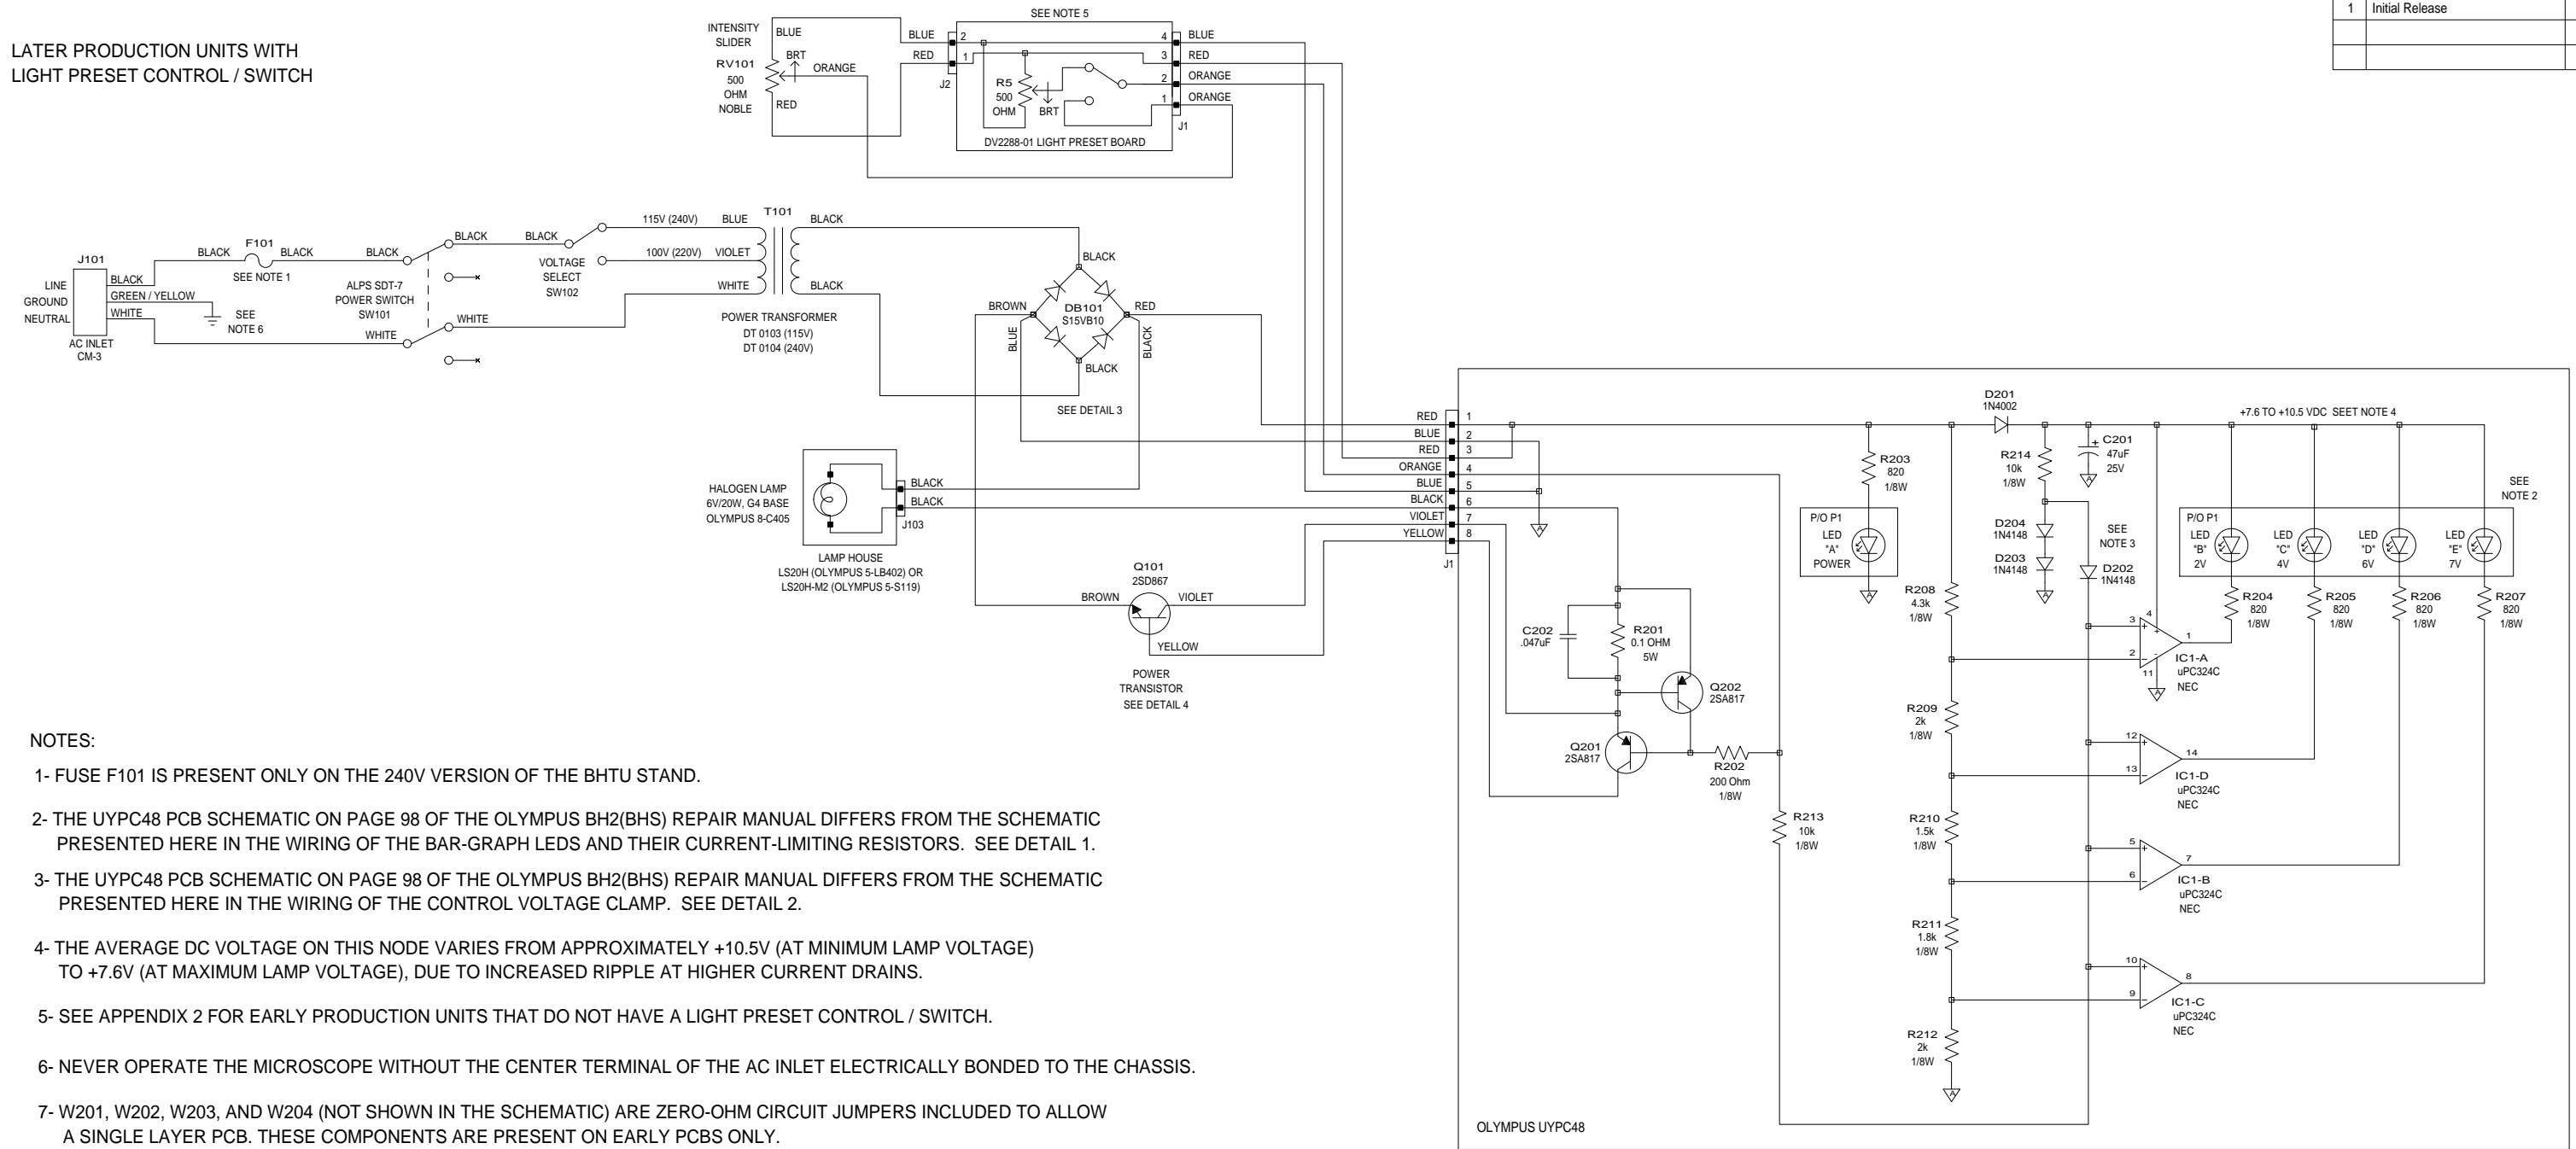 1 Initial Release
LATER PRODUCTION UNITS WITH
LIGHT PRESET CONTROL / SWITCH
SEE NOTE 5
INTENSITY
SLIDER
RV101
500
OHM
NOBLE
BLUE
BRT
ORANGE
RED
BLUE
RED
2
1
J2
R5
500
OHM
BRT
4
3
2
1
BLUE
RED
ORANGE
ORANGE
J1
DV2288-01 LIGHT PRESET BOARD
J101
LINE
GROUND
NEUTRAL
AC INLET
CM-3
BLACK
GREEN / YELLOW
WHITE
SEE
NOTE 6
BLACK
F101
BLACK
SEE NOTE 1
BLACK
ALPS SDT-7
POWER SWITCH
SW101
WHITE
BLACK
WHITE
BLACK
VOLTAGE
SELECT
SW102
115V (240V)
BLUE
100V (220V)
VIOLET
WHITE
T101
BLACK
BLACK
POWER TRANSFORMER
DT 0103 (115V)
DT 0104 (240V)
BLACK
BROWN
DB101
S15VB10
RED
BLUE
BLACK
BLACK
SEE DETAIL 3
HALOGEN LAMP
6V/20W, G4 BASE
OLYMPUS 8-C405
BLACK
BLACK
J103
LAMP HOUSE
LS20H (OLYMPUS 5-LB402) OR
LS20H-M2 (OLYMPUS 5-S119)
Q101
2SD867
BROWN
VIOLET
YELLOW
POWER
TRANSISTOR
SEE DETAIL 4
RED
BLUE
RED
ORANGE
BLUE
BLACK
VIOLET
YELLOW
1
2
3
4
5
6
7
8
J1
A
C202
.047uF
R201
0.1 OHM
5W
Q202
2SA817
Q201
2SA817
R202
200 Ohm
1/8W
R213
10k
1/8W
R203
820
1/8W
P/O P1
LED
"A"
POWER
A
D201
1N4002
R214
10k
1/8W
C201
47uF
25V
+
A
D204
1N4148
D203
1N4148
A
SEE
NOTE 3
D202
1N4148
+7.6 TO +10.5 VDC SEET NOTE 4
SEE
NOTE 2
P/O P1
LED
"B"
2V
LED
"C"
4V
LED
"D"
6V
LED
"E"
7V
R204
820
1/8W
R205
820
1/8W
R206
820
1/8W
R207
820
1/8W
R208
4.3k
1/8W
R209
2k
1/8W
R210
1.5k
1/8W
R211
1.8k
1/8W
R212
2k
1/8W
A
3
2
4
11
1
IC1-A
uPC324C
NEC
A
12
13
14
IC1-D
uPC324C
NEC
5
6
7
IC1-B
uPC324C
NEC
10
9
8
IC1-C
uPC324C
NEC
OLYMPUS UYPC48
NOTES:
1- FUSE F101 IS PRESENT ONLY ON THE 240V VERSION OF THE BHTU STAND.
2- THE UYPC48 PCB SCHEMATIC ON PAGE 98 OF THE OLYMPUS BH2(BHS) REPAIR MANUAL DIFFERS FROM THE SCHEMATIC
PRESENTED HERE IN THE WIRING OF THE BAR-GRAPH LEDS AND THEIR CURRENT-LIMITING RESISTORS. SEE DETAIL 1.
3- THE UYPC48 PCB SCHEMATIC ON PAGE 98 OF THE OLYMPUS BH2(BHS) REPAIR MANUAL DIFFERS FROM THE SCHEMATIC
PRESENTED HERE IN THE WIRING OF THE CONTROL VOLTAGE CLAMP. SEE DETAIL 2.
4- THE AVERAGE DC VOLTAGE ON THIS NODE VARIES FROM APPROXIMATELY +10.5V (AT MINIMUM LAMP VOLTAGE)
TO +7.6V (AT MAXIMUM LAMP VOLTAGE), DUE TO INCREASED RIPPLE AT HIGHER CURRENT DRAINS.
5- SEE APPENDIX 2 FOR EARLY PRODUCTION UNITS THAT DO NOT HAVE A LIGHT PRESET CONTROL / SWITCH.
6- NEVER OPERATE THE MICROSCOPE WITHOUT THE CENTER TERMINAL OF THE AC INLET ELECTRICALLY BONDED TO THE CHASSIS.
7- W201, W202, W203, AND W204 (NOT SHOWN IN THE SCHEMATIC) ARE ZERO-OHM CIRCUIT JUMPERS INCLUDED TO ALLOW
A SINGLE LAYER PCB. THESE COMPONENTS ARE PRESENT ON EARLY PCBS ONLY.